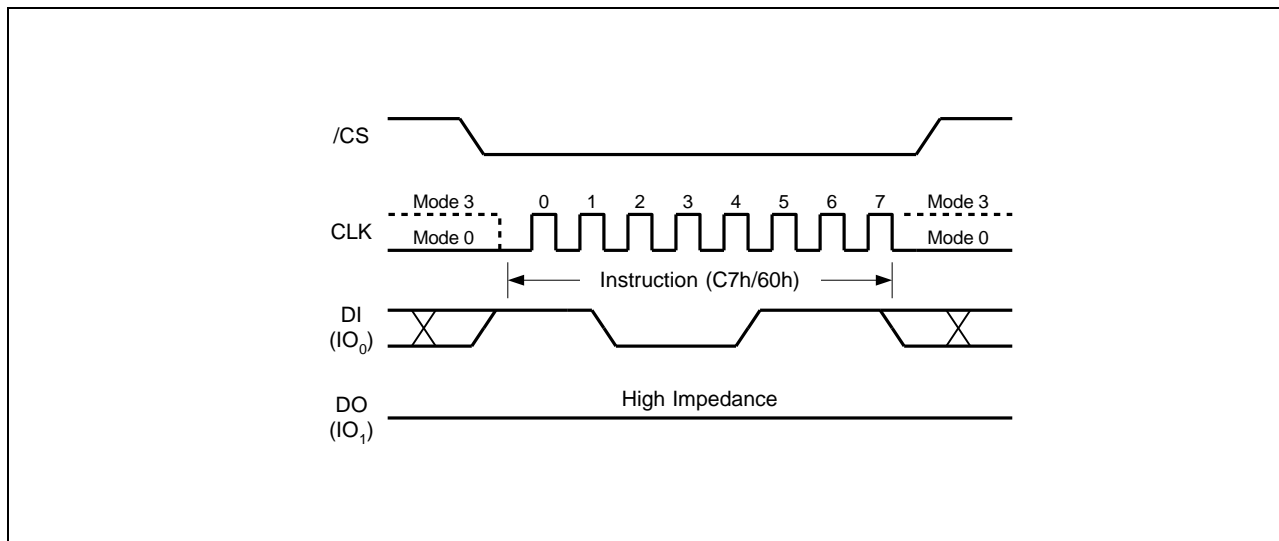 /CS
CLK
Mode 3
Mode 0
0 1 2 3 4 5 6 7
Mode 3
Mode 0
Instruction (C7h/60h)
DI
(IO₀)
DO
(IO₁)
High Impedance